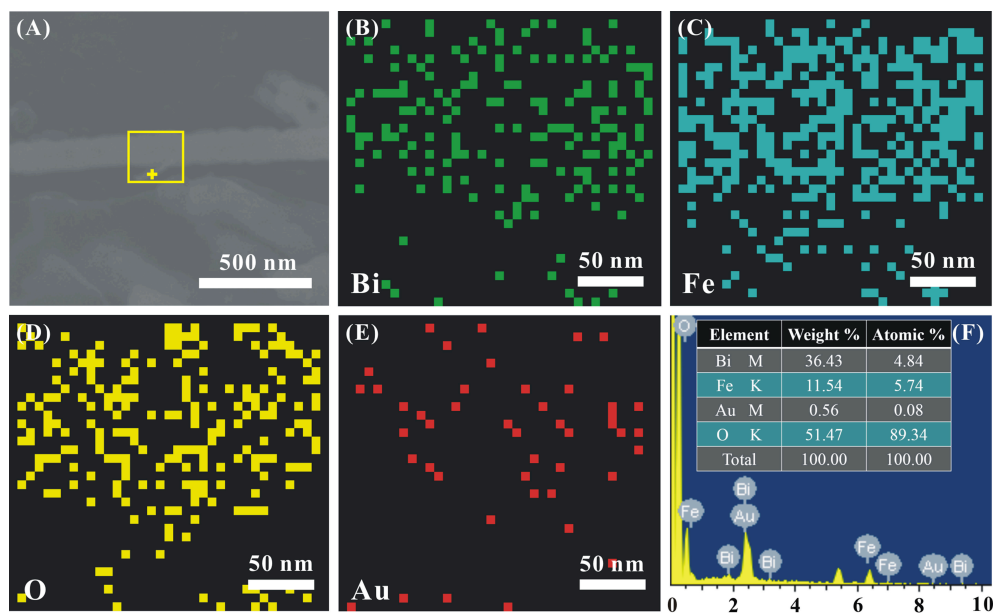 (A)
500 nm
(B)
Bi
50 nm
(C)
Fe
50 nm
(D)
O
50 nm
(E)
Au
50 nm
(F)
Element Weight % Atomic %
Bi M 36.43 4.84
Fe K 11.54 5.74
Au M 0.56 0.08
O K 51.47 89.34
Total 100.00 100.00
O
Fe
Bi
Bi
Au
Bi
Fe
Fe
Au
Bi
0 2 4 6 8 10